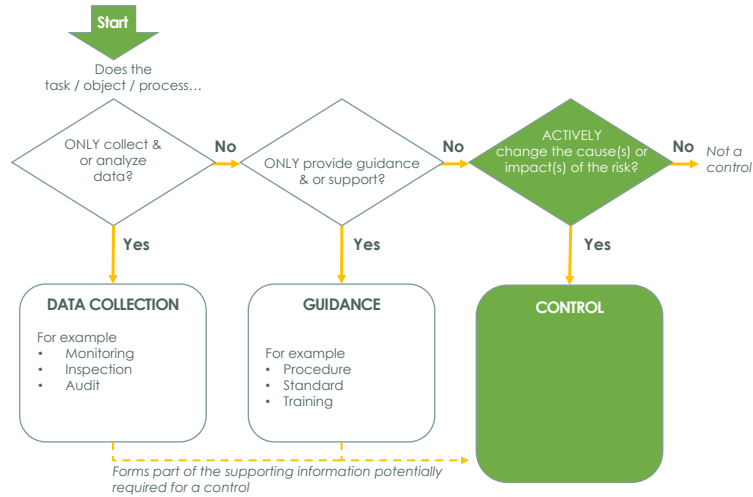 Start
Does the
task / object / process…
ONLY collect &
or analyze
data?
No
ONLY provide guidance
& or support?
No
ACTIVELY
change the cause(s) or
impact(s) of the risk?
No
Not a
control
Yes
Yes
Yes
DATA COLLECTION
For example
• Monitoring
• Inspection
• Audit
GUIDANCE
For example
• Procedure
• Standard
• Training
CONTROL
Forms part of the supporting information potentially
required for a control